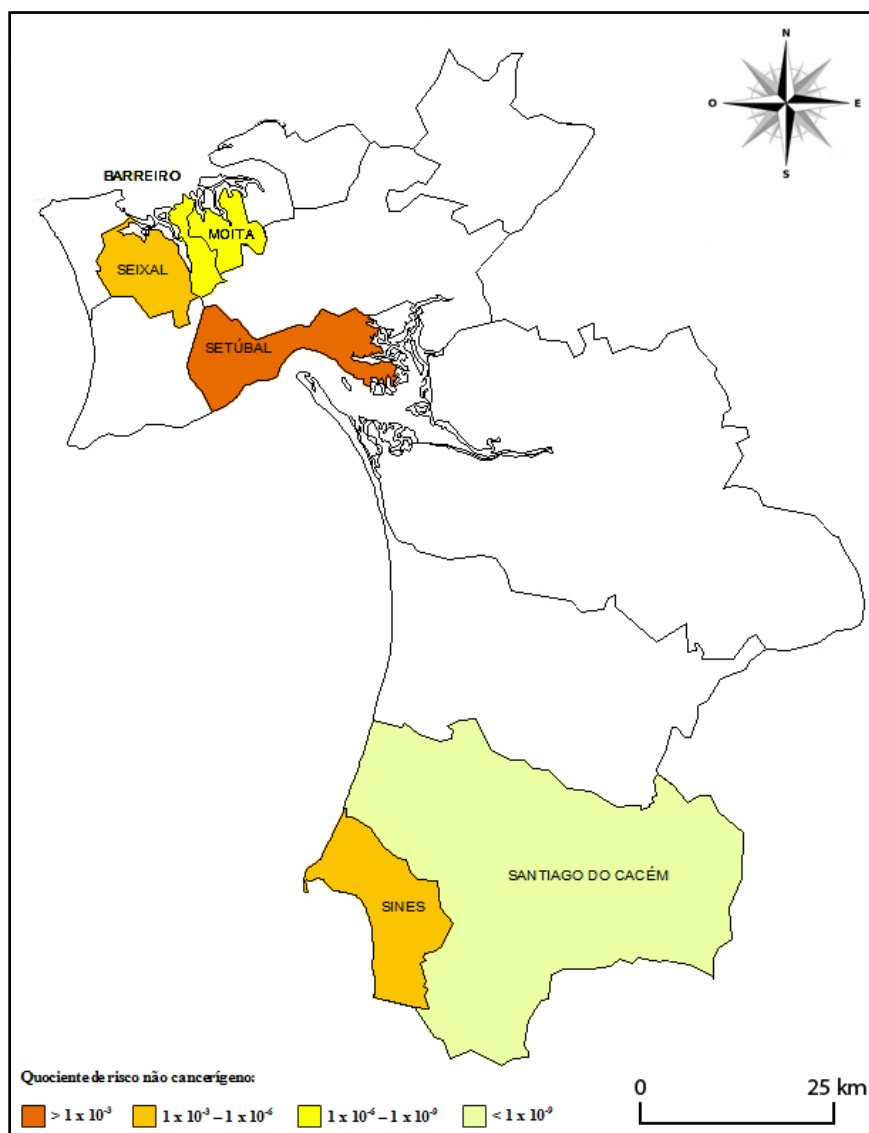 N
O E
S
BARREIRO
MOITA
SEIXAL
SETÚBAL
SANTIAGO DO CACÉM
SINES
Quociente de risco não cancerígeno:
> 1 x 10⁻³ 1 x 10⁻³ – 1 x 10⁻⁶ 1 x 10⁻⁶ – 1 x 10⁻⁹ < 1 x 10⁻⁹
0 25 km